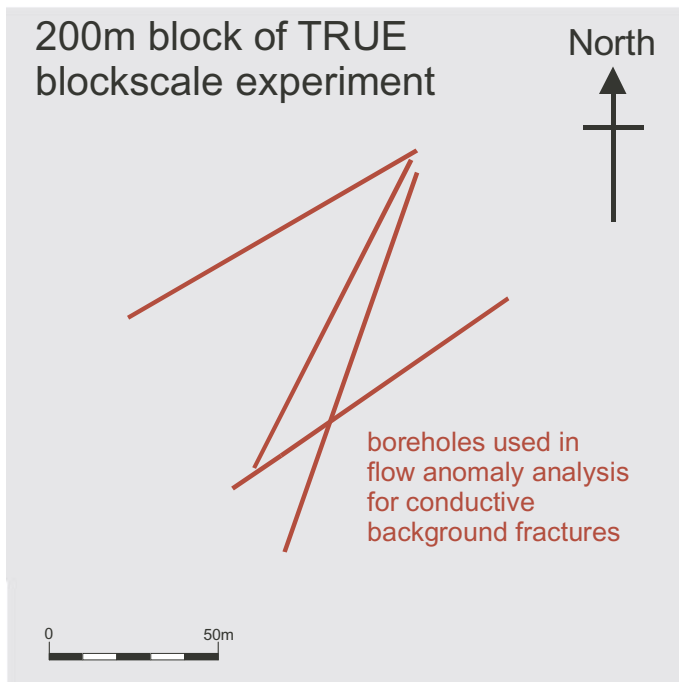 200m block of TRUE
blockscale experiment
North
boreholes used in
flow anomaly analysis
for conductive
background fractures
0
50m